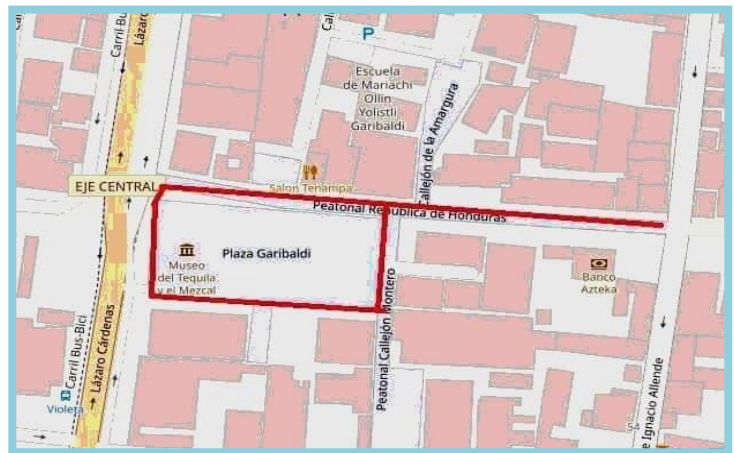 Carril Bus-Bici
Lázaro
P
Escuela
de Mariachi
Ollin
Yolistli
Garibaldi
Callejón de la Amargura
EJE CENTRAL
Salon Tenampa
Peatonal República de Honduras
Plaza Garibaldi
Museo
del Tequila
y el Mezcal
Banco
Azteka
Peatonal Callejón Montero
Lázaro Cárdenas
Carril Bus-Bici
Violeta
54
e Ignacio Allende